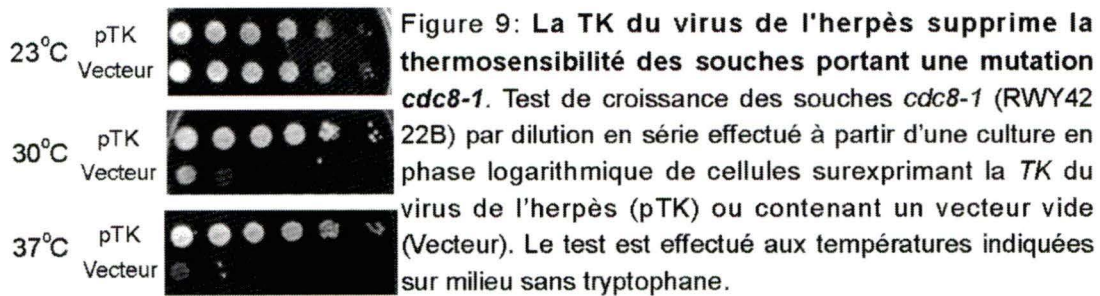 23°C
pTK
Vecteur
30°C
pTK
Vecteur
37°C
pTK
Vecteur
Figure 9: La TK du virus de l'herpès supprime la
thermosensibilité des souches portant une mutation
cdc8-1. Test de croissance des souches cdc8-1 (RWY42
22B) par dilution en série effectué à partir d'une culture en
phase logarithmique de cellules surexprimant la TK du
virus de l'herpès (pTK) ou contenant un vecteur vide
(Vecteur). Le test est effectué aux températures indiquées
sur milieu sans tryptophane.